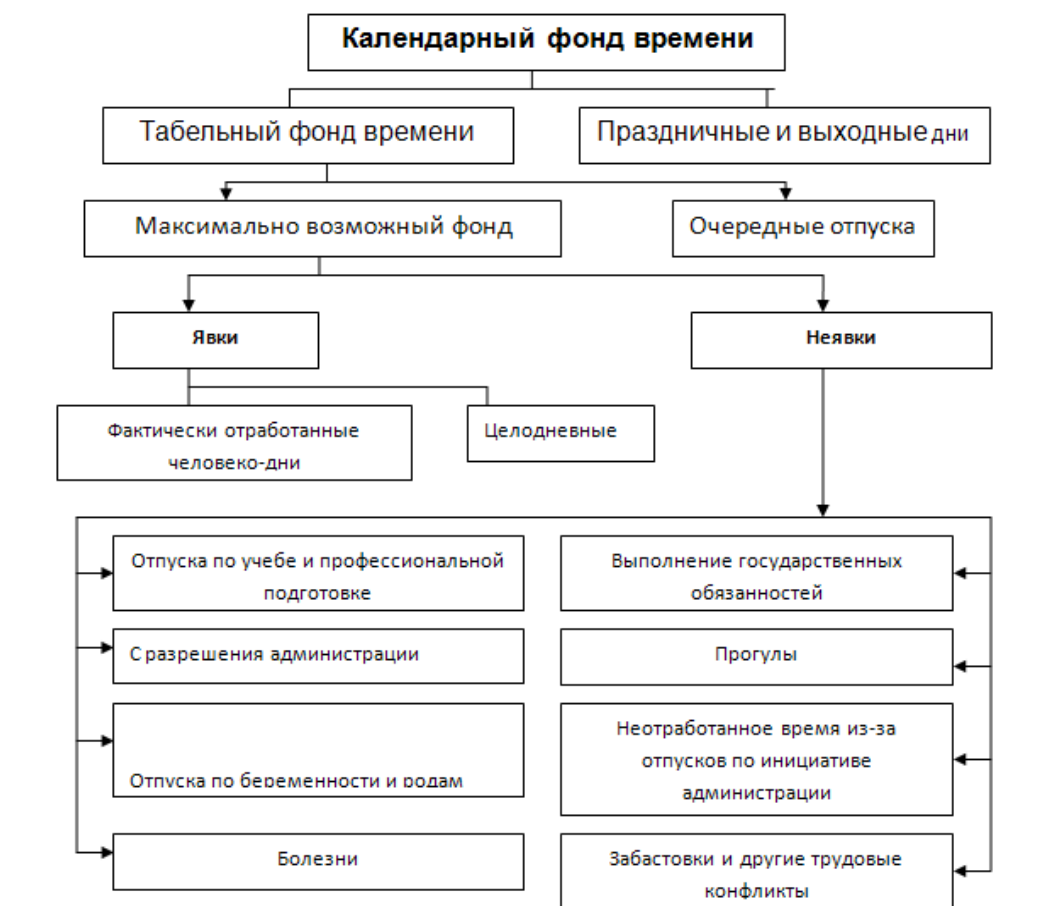 Календарный фонд времени
Табельный фонд времени
Праздничные и выходные дни
Максимально возможный фонд
Очередные отпуска
Явки
Неявки
Фактически отработанные
человеко-дни
Целодневные
Отпуска по учебе и профессиональной
подготовке
Выполнение государственных
обязанностей
С разрешения администрации
Прогулы
Отпуска по беременности и родам
Неотработанное время из-за
отпусков по инициативе
администрации
Болезни
Забастовки и другие трудовые
конфликты